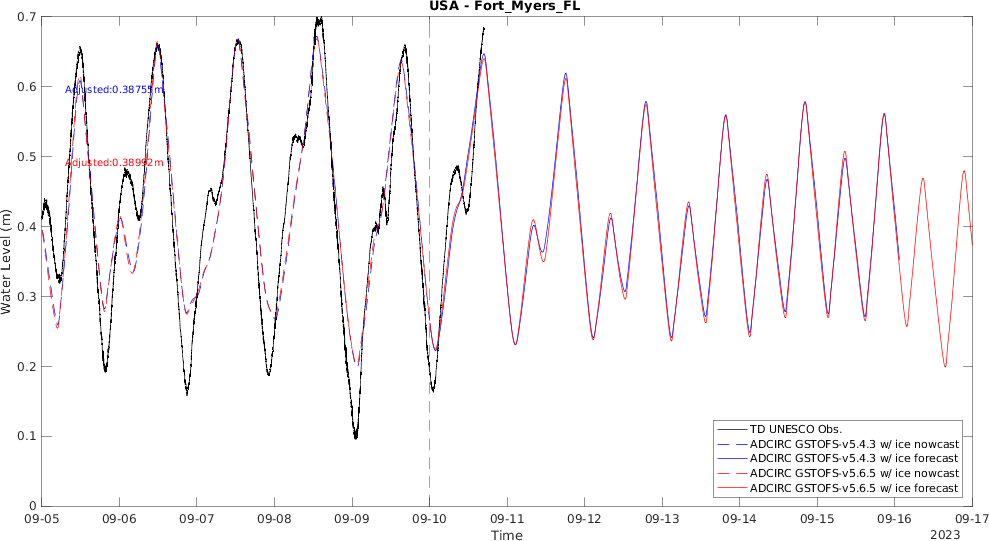 USA - Fort_Myers_FL
0.7
0.6
0.5
0.4
0.3
0.2
0.1
0
Water Level (m)
Adjusted:0.38755m
Adjusted:0.38992m
TD UNESCO Obs.
ADCIRC GSTOFS-v5.4.3 w/ ice nowcast
ADCIRC GSTOFS-v5.4.3 w/ ice forecast
ADCIRC GSTOFS-v5.6.5 w/ ice nowcast
ADCIRC GSTOFS-v5.6.5 w/ ice forecast
09-05 09-06 09-07 09-08 09-09 09-10 09-11 09-12 09-13 09-14 09-15 09-16 09-17
Time
2023